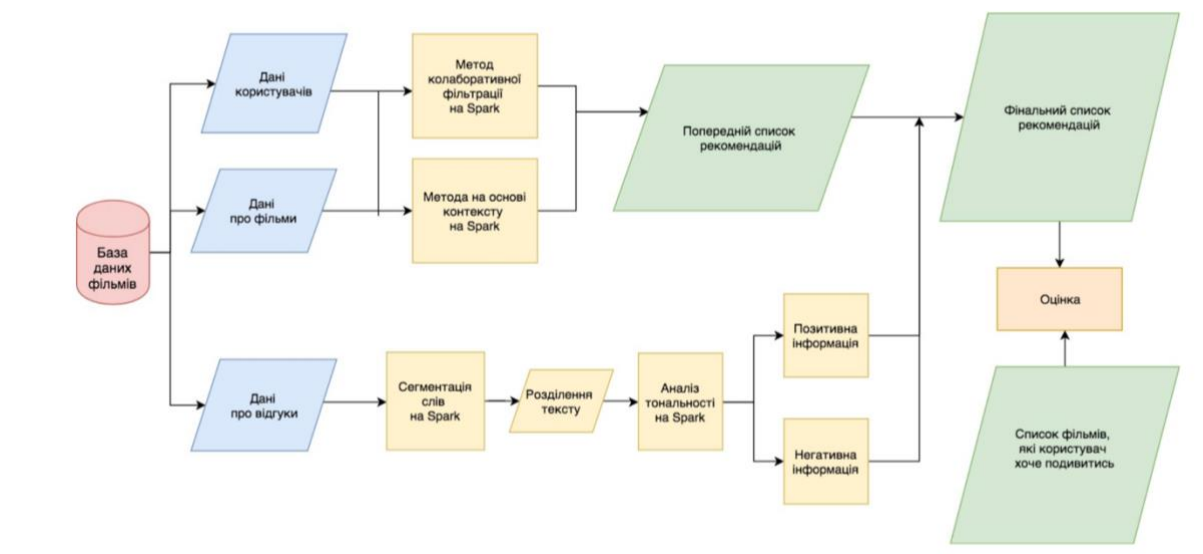 Дані
користувачів
Метод
колаборативної
фільтрації
на Spark
Попередній список
рекомендацій
Фінальний список
рекомендацій
Дані
про фільми
Метода на основі
контексту
на Spark
База
даних
фільмів
Оцінка
Дані
про відгуки
Сегментація
слів
на Spark
Розділення
тексту
Аналіз
тональності
на Spark
Позитивна
інформація
Негативна
інформація
Список фільмів,
які користувач
хоче подивитись